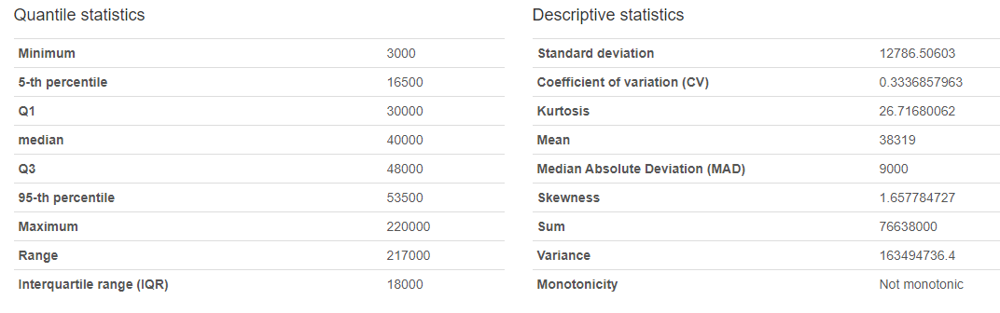 Quantile statistics
Minimum 3000
5-th percentile 16500
Q1 30000
median 40000
Q3 48000
95-th percentile 53500
Maximum 220000
Range 217000
Interquartile range (IQR) 18000
Descriptive statistics
Standard deviation 12786.50603
Coefficient of variation (CV) 0.3336857963
Kurtosis 26.71680062
Mean 38319
Median Absolute Deviation (MAD) 9000
Skewness 1.657784727
Sum 76638000
Variance 163494736.4
Monotonicity Not monotonic